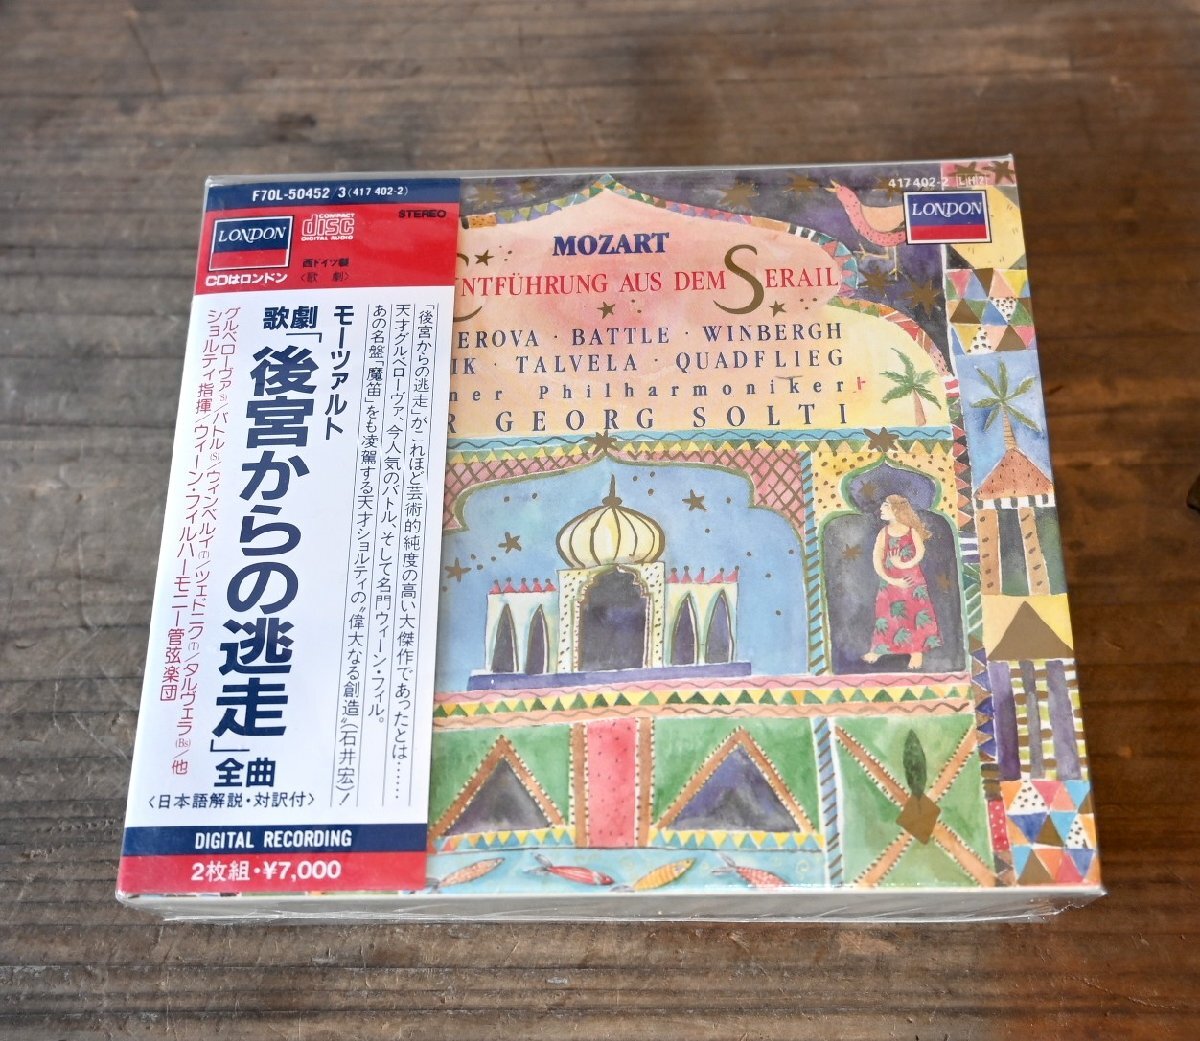 F70L-50452/3(417 402-2)
LONDON
COMPACT
disc
DIGITAL AUDIO
STEREO
CDはロンドン
西ドイツ製
〈歌劇〉
モーツァルト
歌劇「後宮からの逃走」全曲
〈日本語解説・対訳付〉
グルベローヴァ(S)/バトル(S)/ウィンベルイ(T)/ツェドニク(T)/タルヴェラ(Bs)/他
ショルティ指揮/ウィーン・フィルハーモニー管弦楽団
「後宮からの逃走」がこれほど芸術的純度の高い大傑作であったとは……
天才グルベローヴァ、今人気のバトル、そして名門ウィーン・フィル。
あの名盤「魔笛」をも凌駕する天才ショルティの"偉大なる創造"(石井宏)!
DIGITAL RECORDING
2枚組・¥7,000
417 402-2 LH2
LONDON
MOZART
ENTFÜHRUNG AUS DEM SERAIL
EROVA · BATTLE · WINBERGH
IK · TALVELA · QUADFLIEG
ner Philharmoniker
R GEORG SOLTI